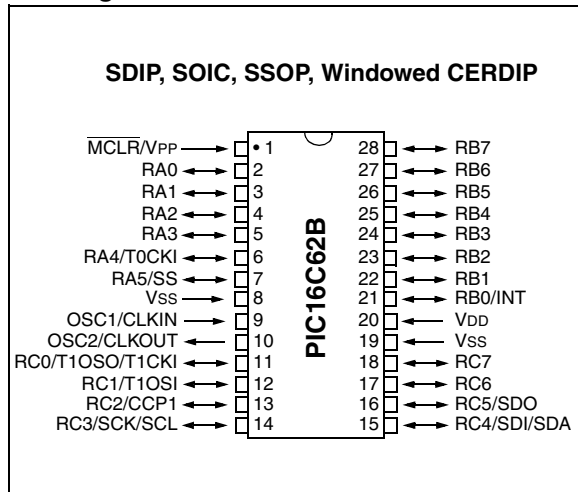 SDIP, SOIC, SSOP, Windowed CERDIP
MCLR/VPP • 1 28 RB7
RA0 2 27 RB6
RA1 3 26 RB5
RA2 4 25 RB4
RA3 5 24 RB3
RA4/T0CKI 6 23 RB2
RA5/SS 7 22 RB1
VSS 8 21 RB0/INT
OSC1/CLKIN 9 20 VDD
OSC2/CLKOUT 10 19 VSS
RC0/T1OSO/T1CKI 11 18 RC7
RC1/T1OSI 12 17 RC6
RC2/CCP1 13 16 RC5/SDO
RC3/SCK/SCL 14 15 RC4/SDI/SDA
PIC16C62B